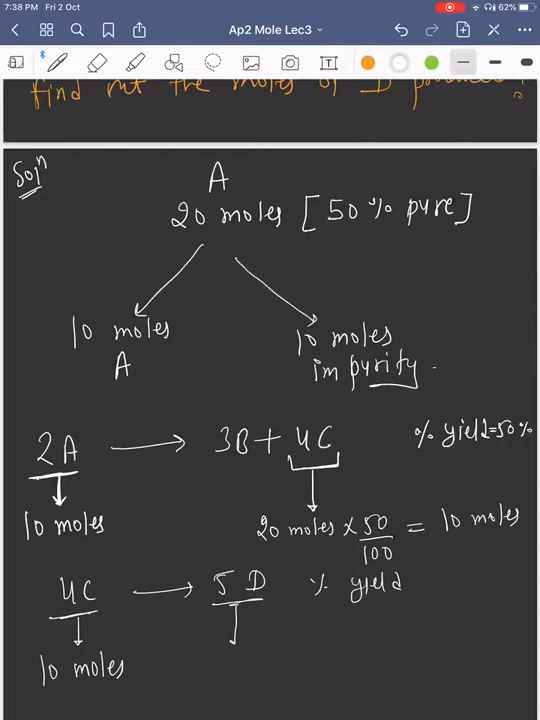 7:38 PM Fri 2 Oct 62%
Ap2 Mole Lec3
find out the moles of D
Solⁿ
A
20 moles [50% pure]
10 moles
A
10 moles
impurity.
2A → 3B + 4C % yield=50%
10 moles
20 moles × 50/100 = 10 moles
4C → 5 D % yield
10 moles